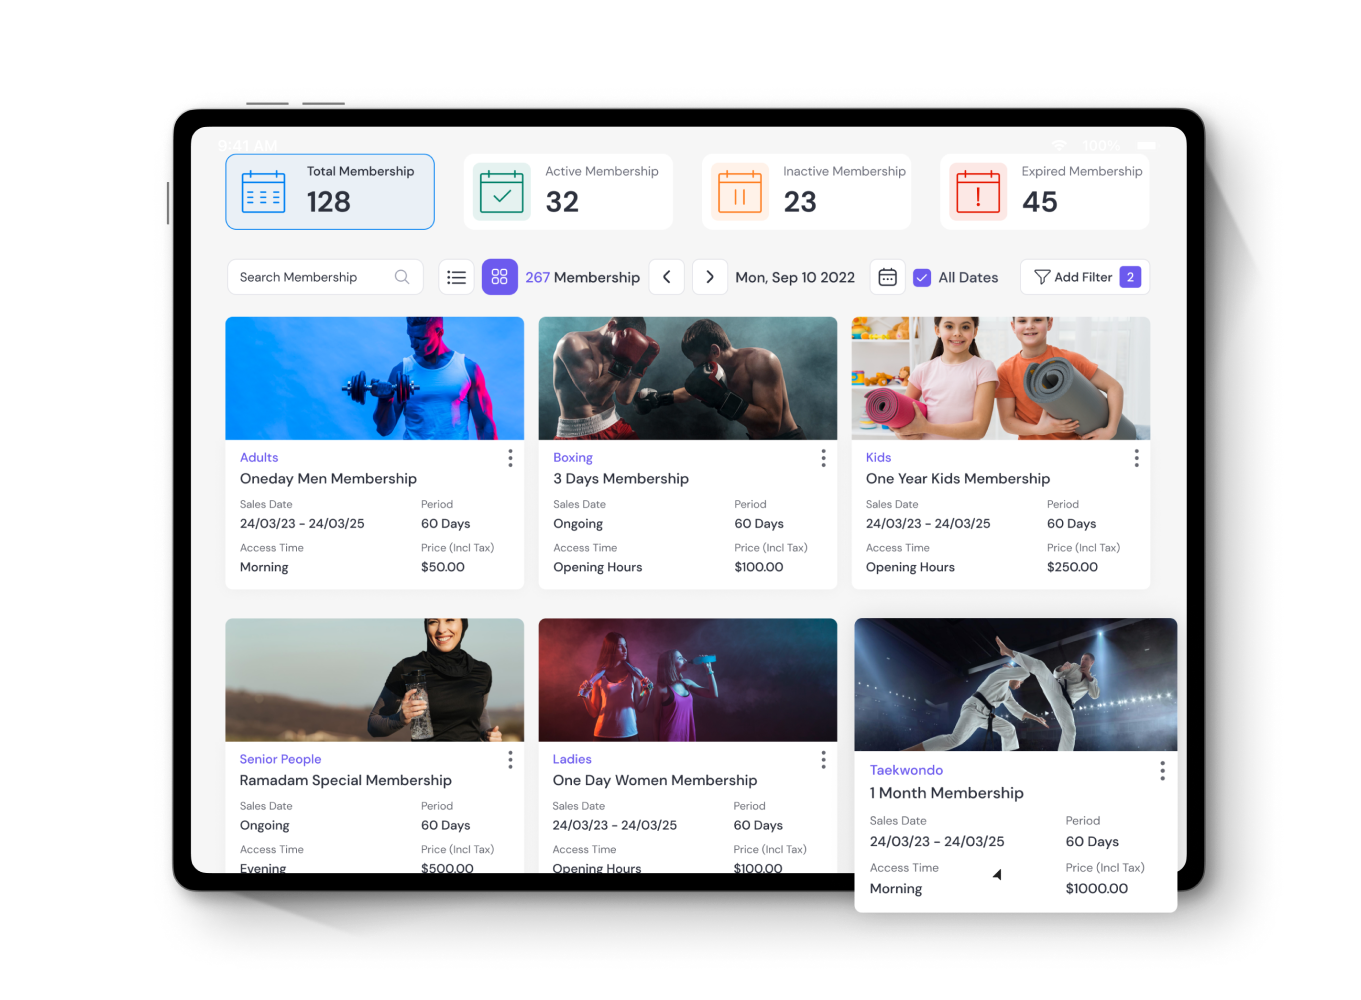 9:41 AM 100%
Total Membership
128
Active Membership
32
Inactive Membership
23
Expired Membership
45
Search Membership
267 Membership
Mon, Sep 10 2022
All Dates
Add Filter 2
Adults
Oneday Men Membership
Sales Date Period
24/03/23 - 24/03/25 60 Days
Access Time Price (Incl Tax)
Morning $50.00
Boxing
3 Days Membership
Sales Date Period
Ongoing 60 Days
Access Time Price (Incl Tax)
Opening Hours $100.00
Kids
One Year Kids Membership
Sales Date Period
24/03/23 - 24/03/25 60 Days
Access Time Price (Incl Tax)
Opening Hours $250.00
Senior People
Ramadam Special Membership
Sales Date Period
Ongoing 60 Days
Access Time Price (Incl Tax)
Evening $500.00
Ladies
One Day Women Membership
Sales Date Period
24/03/23 - 24/03/25 60 Days
Access Time Price (Incl Tax)
Opening Hours $100.00
Taekwondo
1 Month Membership
Sales Date Period
24/03/23 - 24/03/25 60 Days
Access Time Price (Incl Tax)
Morning $1000.00